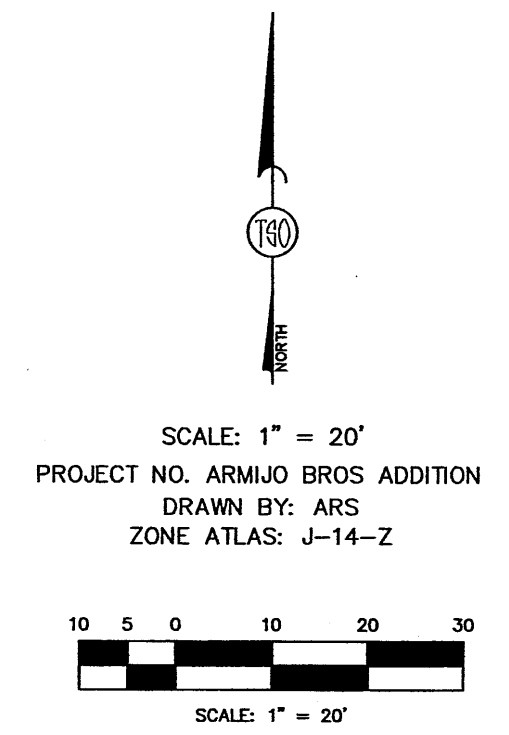 TSO
NORTH
SCALE: 1" = 20'
PROJECT NO. ARMIJO BROS ADDITION
DRAWN BY: ARS
ZONE ATLAS: J-14-Z
10 5 0 10 20 30
SCALE: 1" = 20'